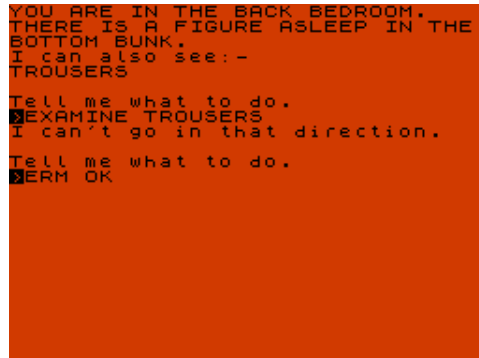 YOU ARE IN THE BACK BEDROOM.
THERE IS A FIGURE ASLEEP IN THE
BOTTOM BUNK.
I can also see:-
TROUSERS
Tell me what to do.
>EXAMINE TROUSERS
I can't go in that direction.
Tell me what to do.
>ERM OK